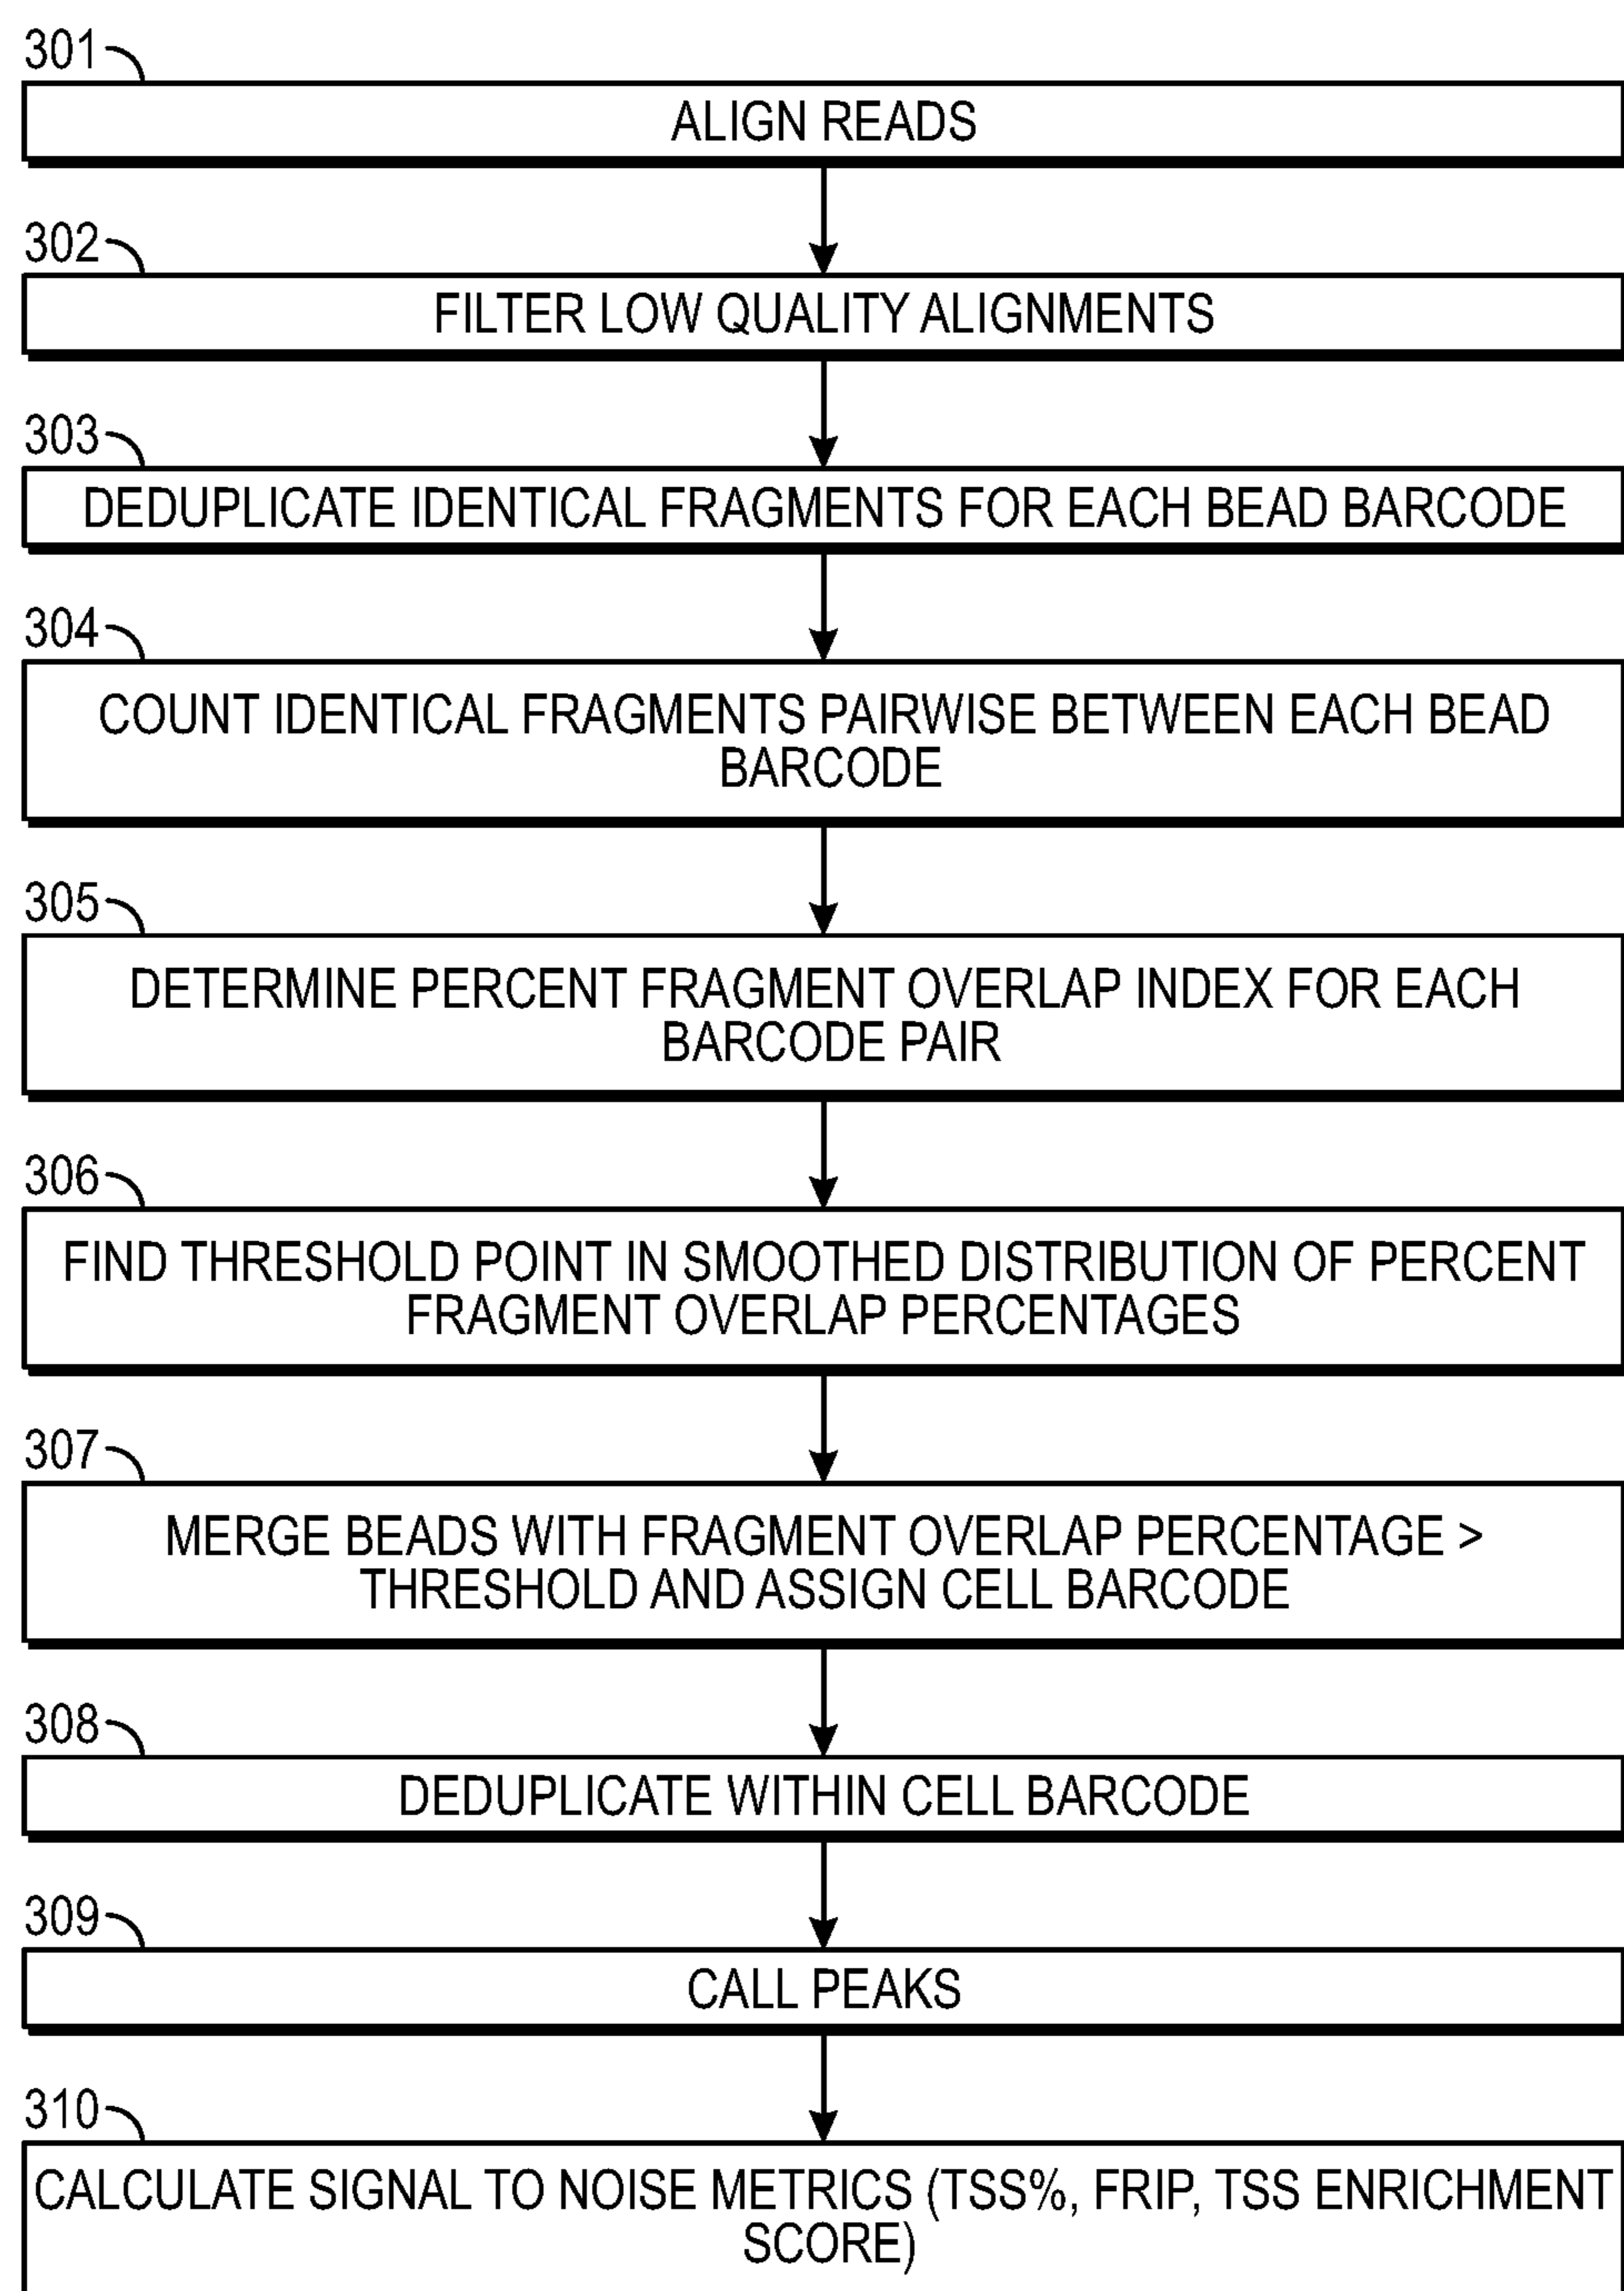 301
ALIGN READS
302
FILTER LOW QUALITY ALIGNMENTS
303
DEDUPLICATE IDENTICAL FRAGMENTS FOR EACH BEAD BARCODE
304
COUNT IDENTICAL FRAGMENTS PAIRWISE BETWEEN EACH BEAD
BARCODE
305
DETERMINE PERCENT FRAGMENT OVERLAP INDEX FOR EACH
BARCODE PAIR
306
FIND THRESHOLD POINT IN SMOOTHED DISTRIBUTION OF PERCENT
FRAGMENT OVERLAP PERCENTAGES
307
MERGE BEADS WITH FRAGMENT OVERLAP PERCENTAGE >
THRESHOLD AND ASSIGN CELL BARCODE
308
DEDUPLICATE WITHIN CELL BARCODE
309
CALL PEAKS
310
CALCULATE SIGNAL TO NOISE METRICS (TSS%, FRIP, TSS ENRICHMENT
SCORE)